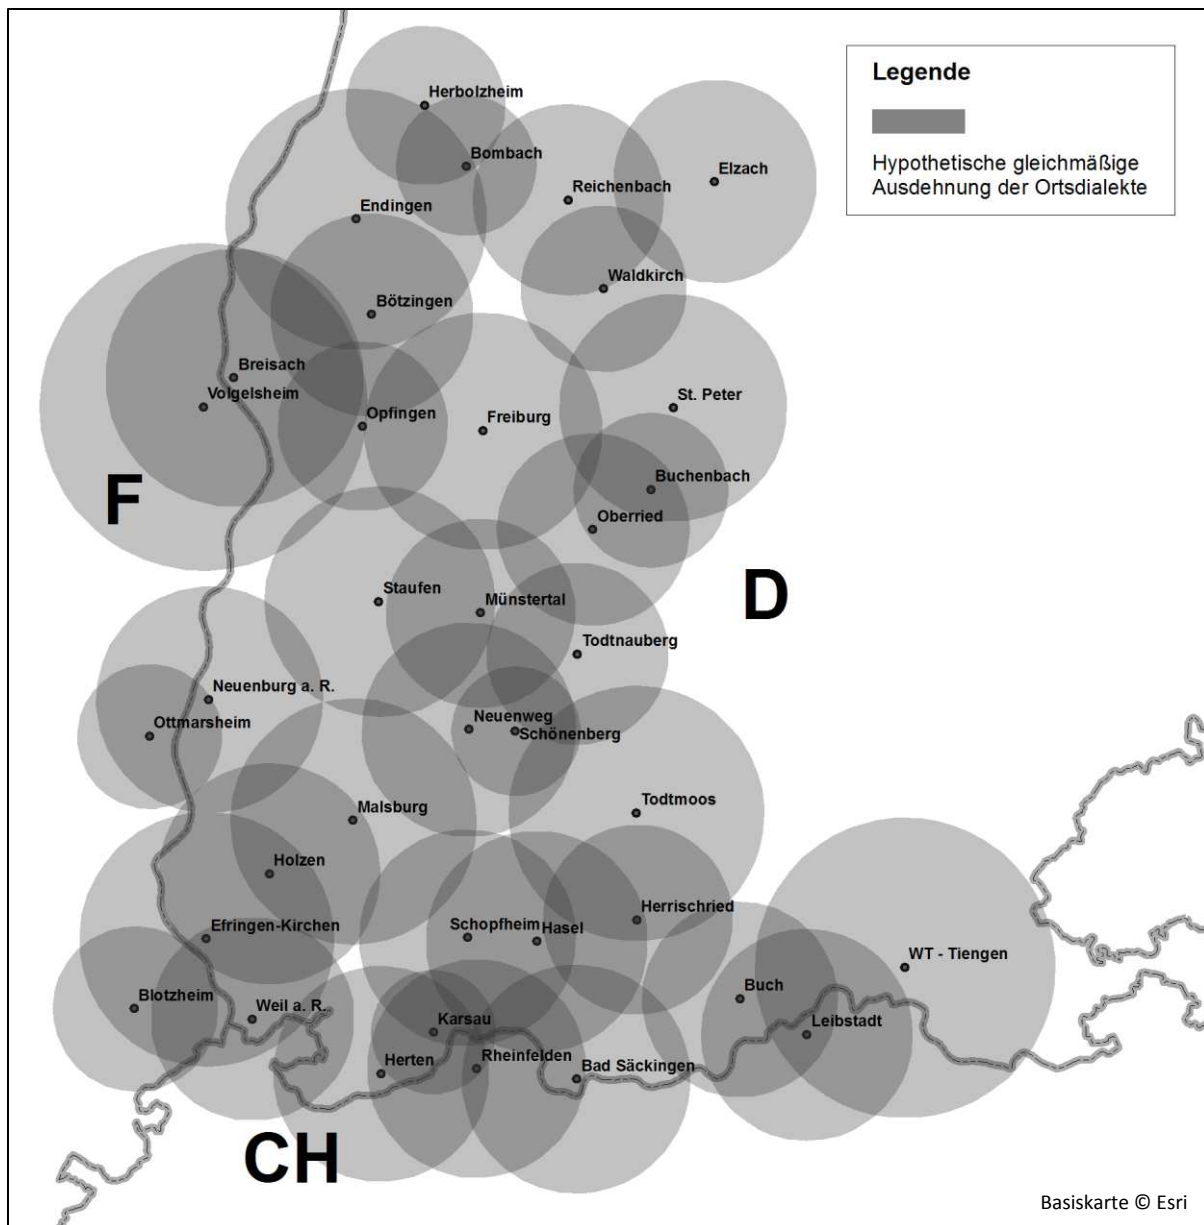 Legende
Hypothetische gleichmäßige
Ausdehnung der Ortsdialekte
Herbolzheim
Bombach
Elzach
Reichenbach
Endingen
Waldkirch
Bötzingen
Breisach
Volgelsheim
St. Peter
Opfingen
Freiburg
F
Buchenbach
Oberried
D
Staufen
Münstertal
Todtnauberg
Neuenburg a. R.
Ottmarsheim
Neuenweg
Schönenberg
Malsburg
Todtmoos
Holzen
Efringen-Kirchen
Schopfheim
Hasel
Herrischried
WT - Tiengen
Blotzheim
Weil a. R.
Buch
Leibstadt
Karsau
Herten
Rheinfelden
Bad Säckingen
CH
Basiskarte © Esri